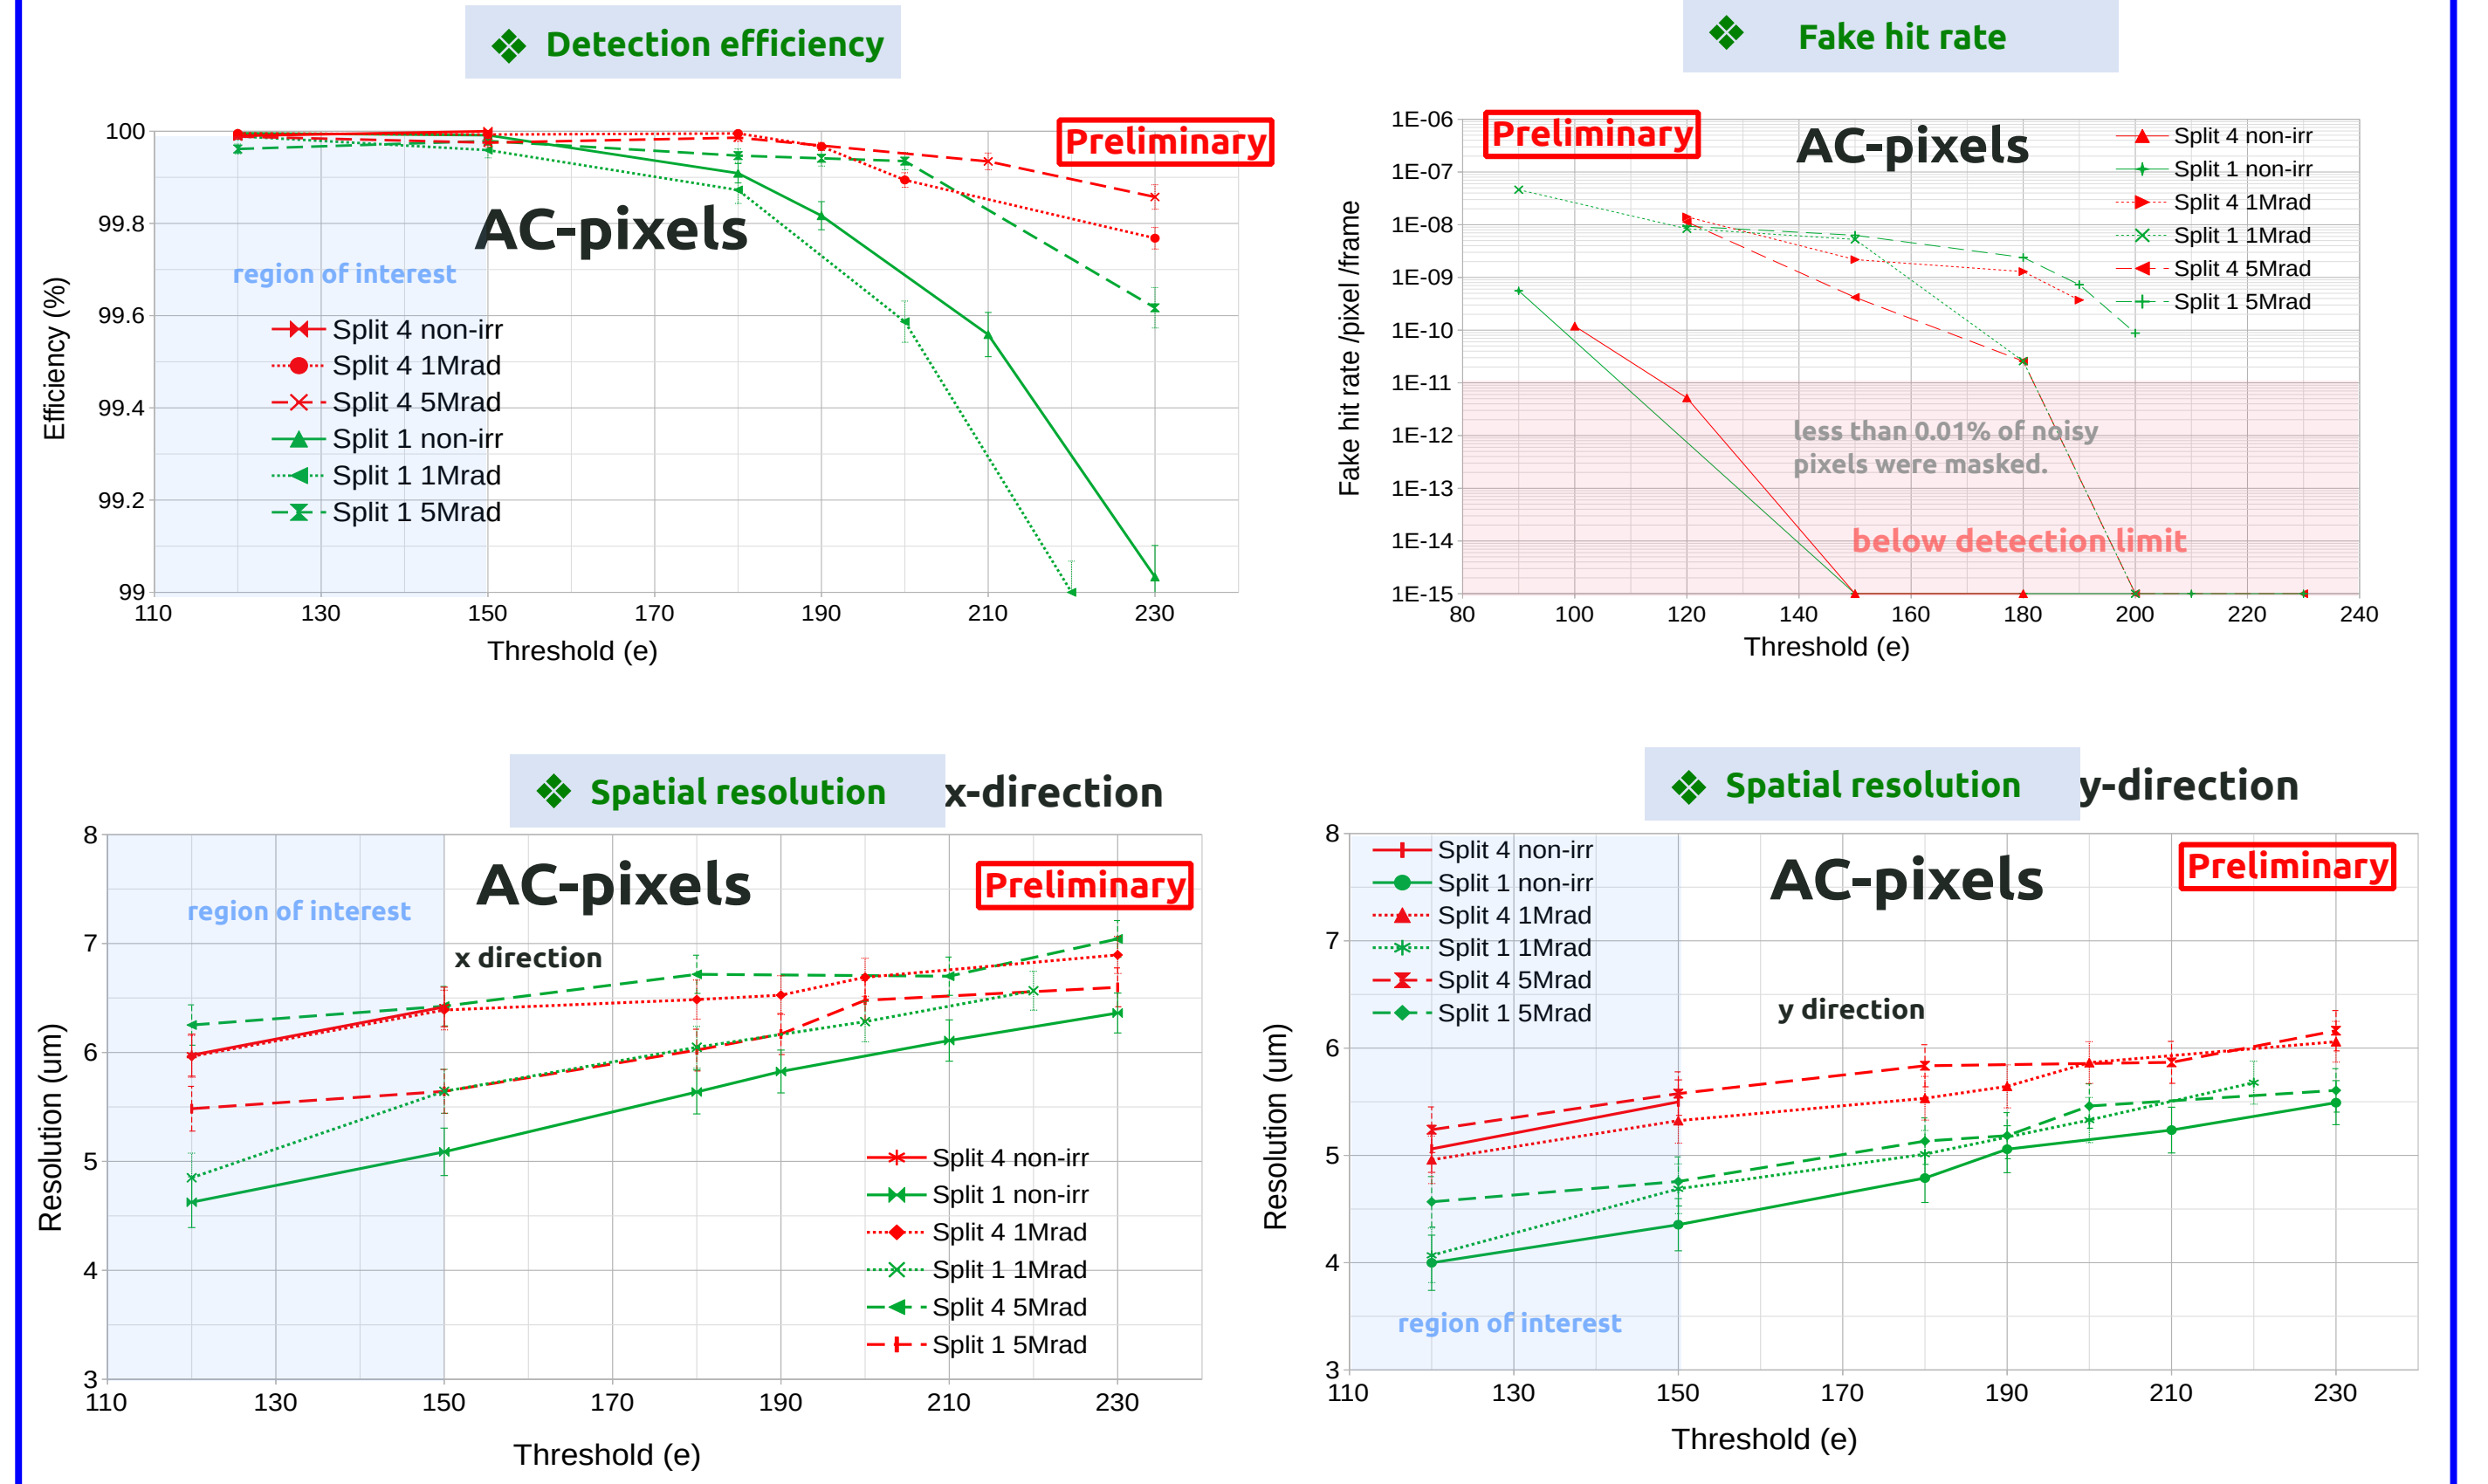 ❖ Detection efficiency
Preliminary
AC-pixels
region of interest
Split 4 non-irr
Split 4 1Mrad
Split 4 5Mrad
Split 1 non-irr
Split 1 1Mrad
Split 1 5Mrad
Efficiency (%)
100
99.8
99.6
99.4
99.2
99
110 130 150 170 190 210 230
Threshold (e)
❖ Fake hit rate
Preliminary
AC-pixels
Split 4 non-irr
Split 1 non-irr
Split 4 1Mrad
Split 1 1Mrad
Split 4 5Mrad
Split 1 5Mrad
Fake hit rate /pixel /frame
1E-06
1E-07
1E-08
1E-09
1E-10
1E-11
1E-12
1E-13
1E-14
1E-15
less than 0.01% of noisy
pixels were masked.
below detection limit
80 100 120 140 160 180 200 220 240
Threshold (e)
❖ Spatial resolution x-direction
AC-pixels
Preliminary
region of interest
x direction
Resolution (um)
8
7
6
5
4
3
Split 4 non-irr
Split 1 non-irr
Split 4 1Mrad
Split 1 1Mrad
Split 4 5Mrad
Split 1 5Mrad
110 130 150 170 190 210 230
Threshold (e)
❖ Spatial resolution y-direction
Split 4 non-irr
Split 1 non-irr
Split 4 1Mrad
Split 1 1Mrad
Split 4 5Mrad
Split 1 5Mrad
AC-pixels
Preliminary
y direction
region of interest
Resolution (um)
8
7
6
5
4
3
110 130 150 170 190 210 230
Threshold (e)